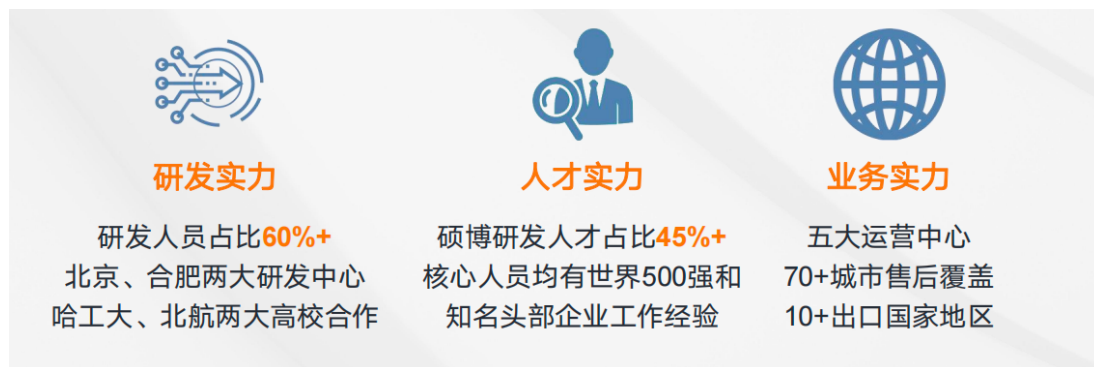 研发实力
研发人员占比60%+
北京、合肥两大研发中心
哈工大、北航两大高校合作
人才实力
硕博研发人才占比45%+
核心人员均有世界500强和
知名头部企业工作经验
业务实力
五大运营中心
70+城市售后覆盖
10+出口国家地区